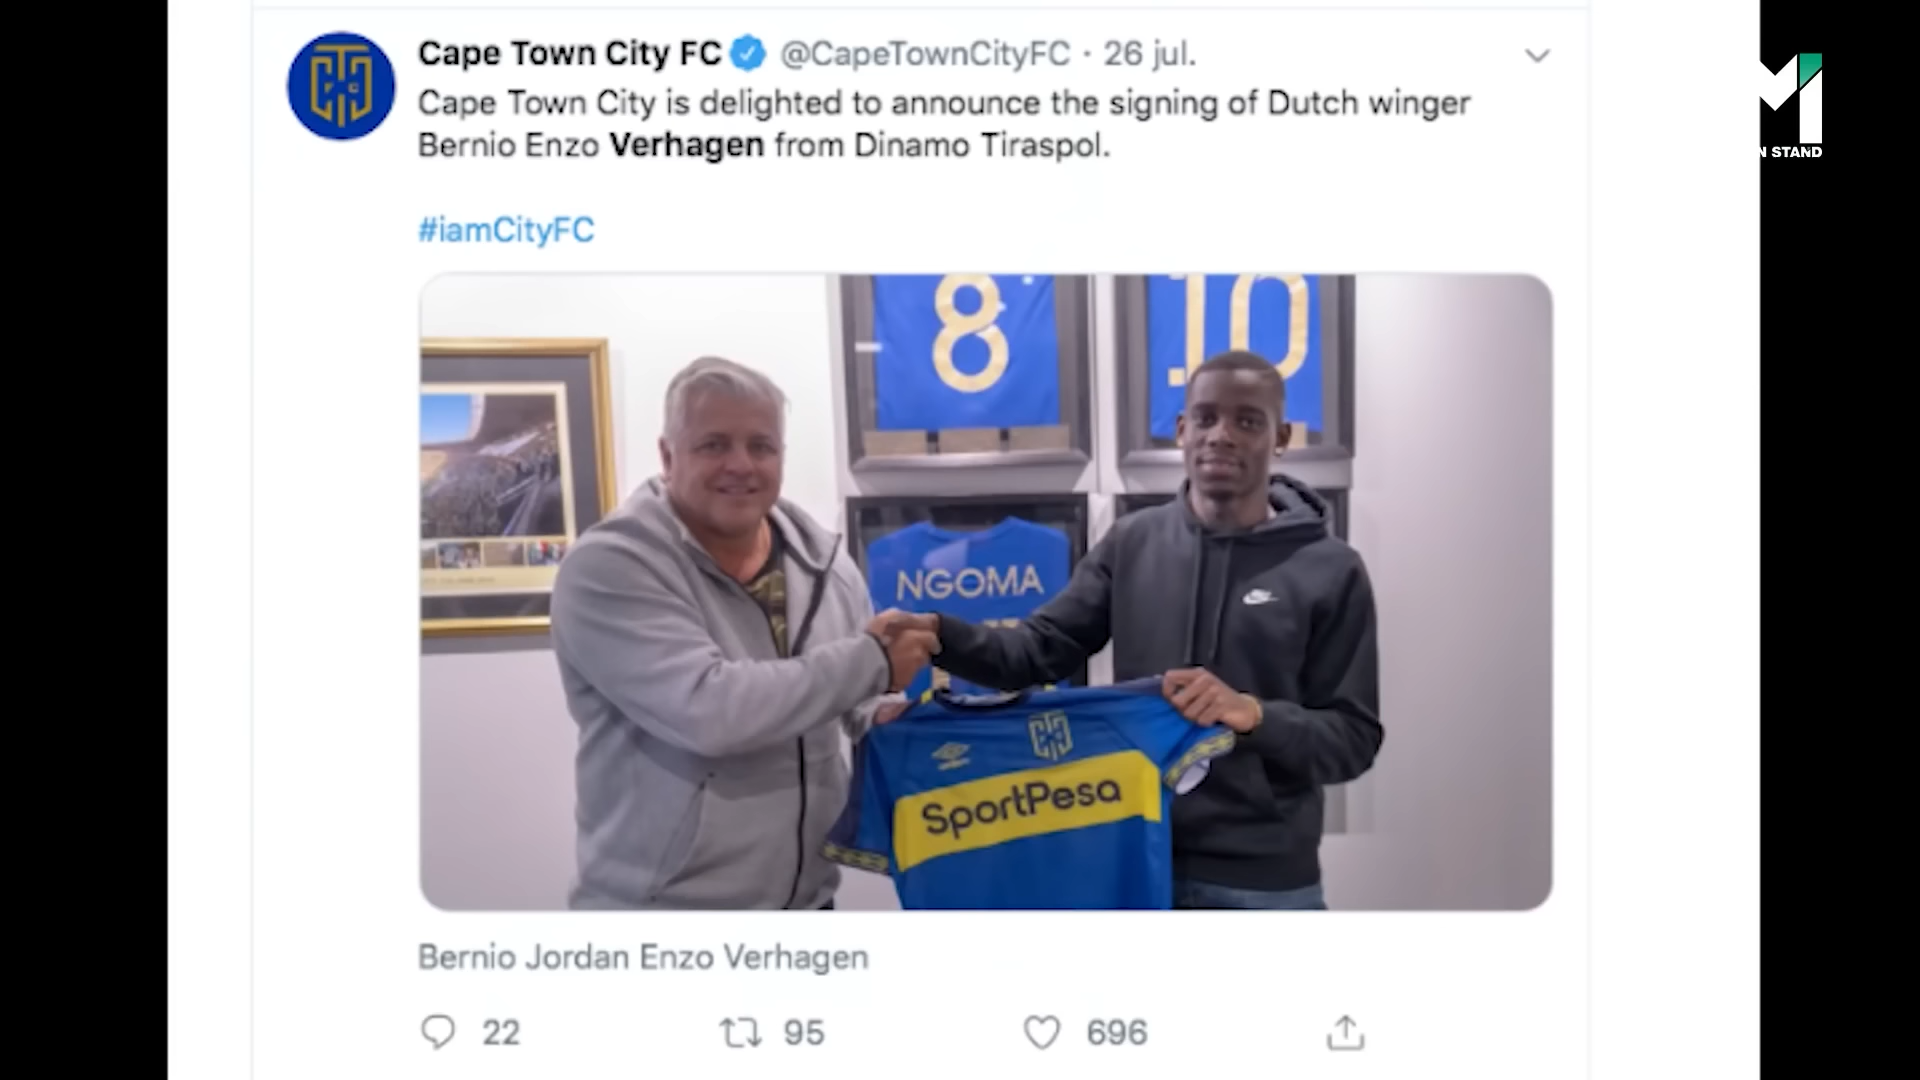 Cape Town City FC @CapeTownCityFC · 26 jul.
Cape Town City is delighted to announce the signing of Dutch winger
Bernio Enzo Verhagen from Dinamo Tiraspol.
#iamCityFC
8
10
NGOMA
SportPesa
Bernio Jordan Enzo Verhagen
22 95 696
N STAND